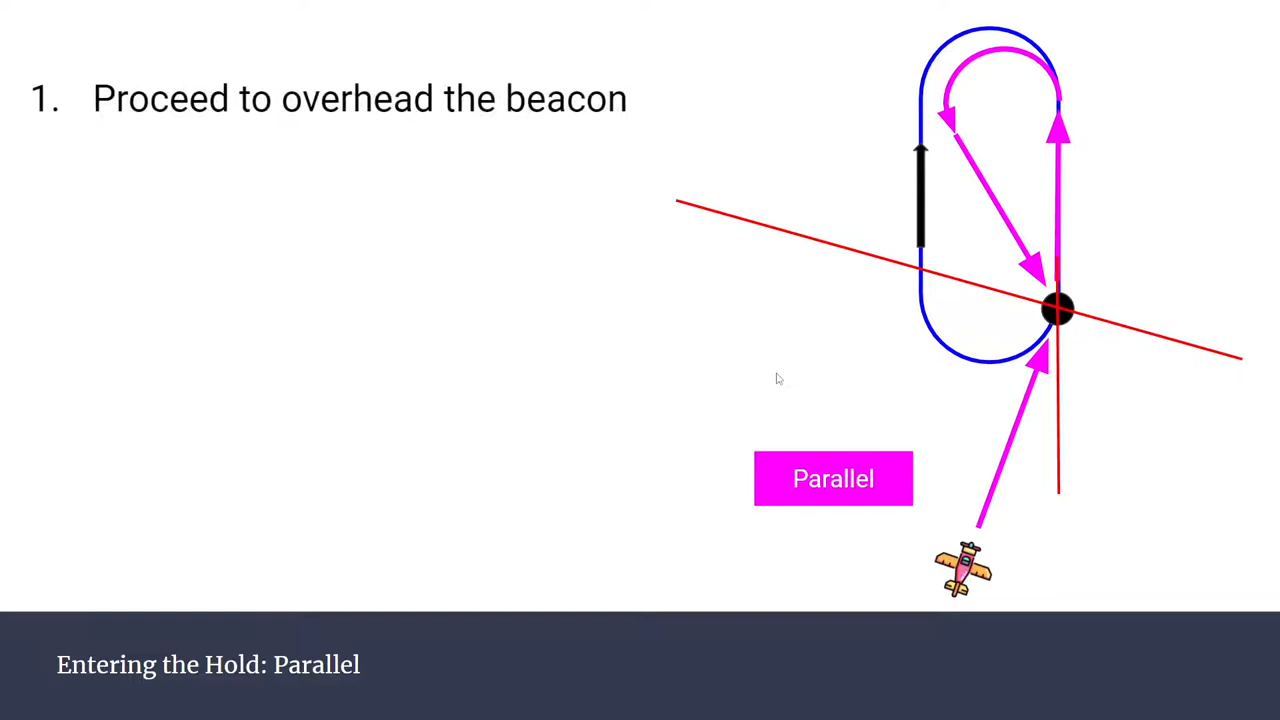 1. Proceed to overhead the beacon
Parallel
Entering the Hold: Parallel